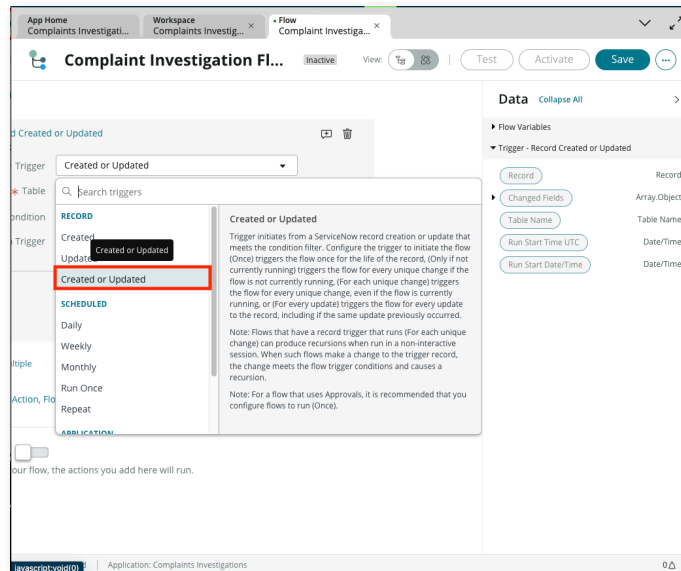 App Home
Complaints Investigati...
Workspace
Complaints Investig... ×
• Flow
Complaint Investiga... ×
Complaint Investigation Fl...
Inactive
View:
Test
Activate
Save
Data
Collapse All
Flow Variables
Trigger - Record Created or Updated
Record
Record
Changed Fields
Array.Object
Table Name
Table Name
Run Start Time UTC
Date/Time
Run Start Date/Time
Date/Time
d Created or Updated
Trigger
Created or Updated
* Table
Search triggers
ondition
Trigger
RECORD
Created
Update
Created or Updated
Created or Updated
SCHEDULED
Daily
Weekly
Monthly
Run Once
Repeat
APPLICATION
Created or Updated
Trigger initiates from a ServiceNow record creation or update that
meets the condition filter. Configure the trigger to initiate the flow
(Once) triggers the flow once for the life of the record, (Only if not
currently running) triggers the flow for every unique change if the
flow is not currently running, (For each unique change) triggers
the flow for every unique change, even if the flow is currently
running, or (For every update) triggers the flow for every update
to the record, including if the same update previously occurred.
Note: Flows that have a record trigger that runs (For each unique
change) can produce recursions when run in a non-interactive
session. When such flows make a change to the trigger record,
the change meets the flow trigger conditions and causes a
recursion.
Note: For a flow that uses Approvals, it is recommended that you
configure flows to run (Once).
ultiple
Action, Flo
our flow, the actions you add here will run.
javascript:void(0)
Application: Complaints Investigations
0